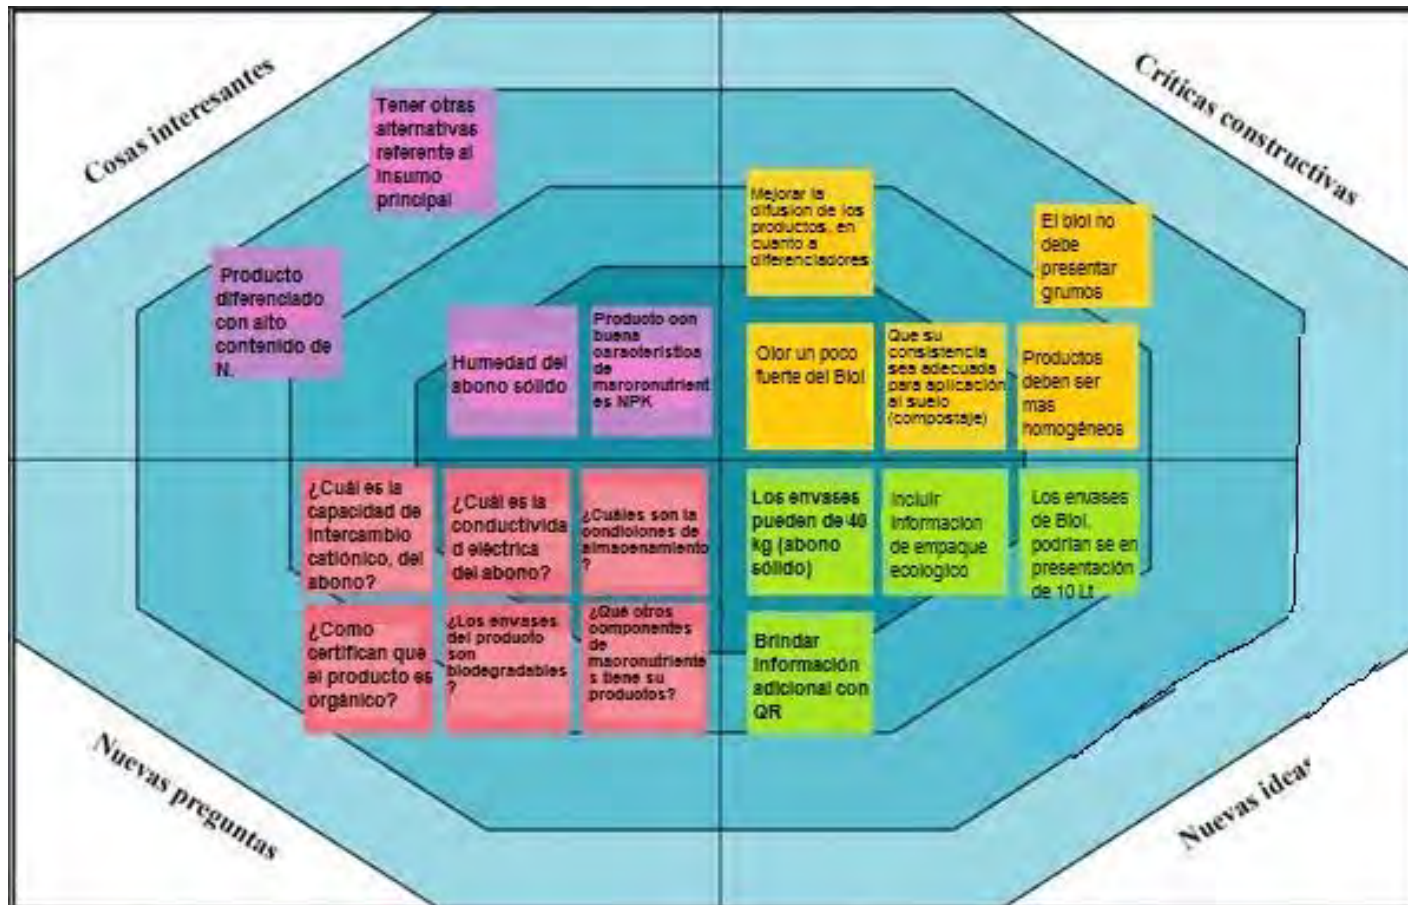 Cosas interesantes
Tener otras
alternativas
referente al
insumo
principal
Producto
diferenciado
con alto
contenido de
N.
Humedad del
abono sólido
Producto con
buena
caracteristica
de
maroronutrient
es NPK
Críticas constructivas
Mejorar la
difusion de los
productos, en
cuanto a
diferenciadores
El biol no
debe
presentar
grumos
Olor un poco
fuerte del Biol
Que su
consistencia
sea adecuada
para aplicación
al suelo
(compostaje)
Productos
deben ser
mas
homogéneos
Nuevas preguntas
¿Cuál es la
capacidad de
intercambio
catiónico, del
abono?
¿Cuál es la
conductivida
d eléctrica
del abono?
¿Cuáles son la
condiciones de
almacenamiento
?
¿Como
certifican que
el producto es
orgánico?
¿Los envases
del producto
son
biodegradables
?
¿Qué otros
componentes
de
macronutriente
s tiene su
productos?
Nuevas ideas
Los envases
pueden de
kg (abono
sólido)
Incluir
informacion
de empaque
ecologico
Los envases
de Biol,
podrían se en
presentación
de 10 Lt
Brindar
información
adicional con
QR